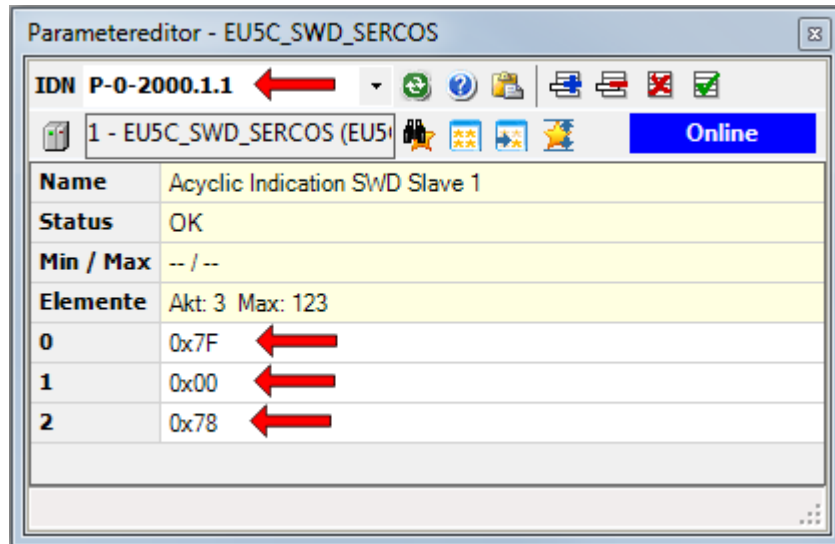 Parametereditor - EU5C_SWD_SERCOS
IDN P-0-2000.1.1
1 - EU5C_SWD_SERCOS (EU5 Online
Name Acyclic Indication SWD Slave 1
Status OK
Min / Max -- / --
Elemente Akt: 3 Max: 123
0 0x7F
1 0x00
2 0x78